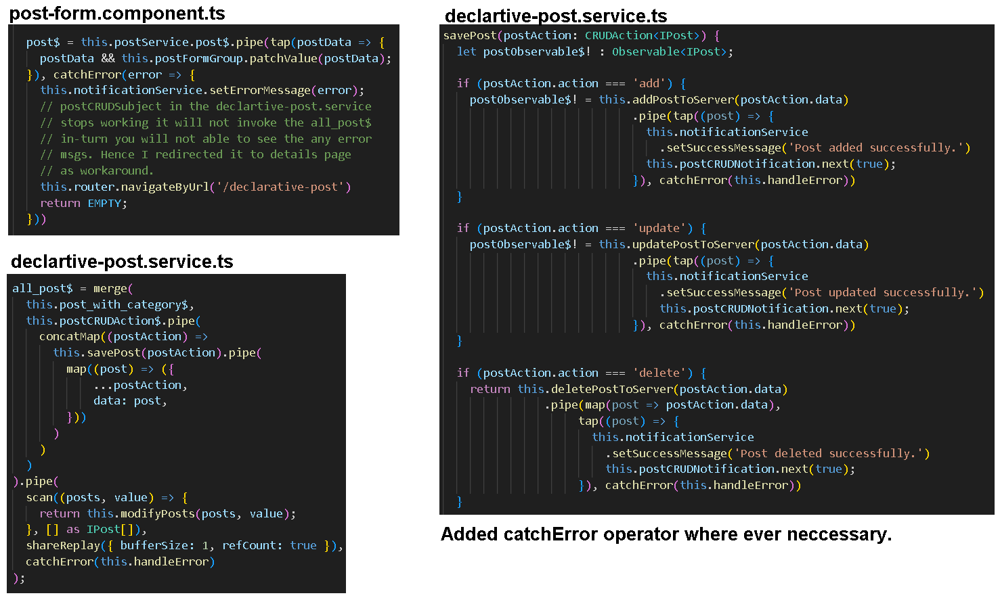 post-form.component.ts
post$ = this.postService.post$.pipe(tap(postData => {
  postData && this.postFormGroup.patchValue(postData);
}), catchError(error => {
  this.notificationService.setErrorMessage(error);
  // postCRUDSubject in the declartive-post.service
  // stops working it will not invoke the all_post$
  // in-turn you will not able to see the any error
  // msgs. Hence I redirected it to details page
  // as workaround.
  this.router.navigateByUrl('/declarative-post')
  return EMPTY;
}))
declartive-post.service.ts
all_post$ = merge(
  this.post_with_category$,
  this.postCRUDAction$.pipe(
    concatMap((postAction) =>
      this.savePost(postAction).pipe(
        map((post) => ({
            ...postAction,
            data: post,
        }))
      )
    )
  )
).pipe(
  scan((posts, value) => {
    return this.modifyPosts(posts, value);
  }, [] as IPost[]),
  shareReplay({ bufferSize: 1, refCount: true }),
  catchError(this.handleError)
);
declartive-post.service.ts
savePost(postAction: CRUDAction<IPost>) {
  let postObservable$! : Observable<IPost>;
  if (postAction.action === 'add') {
    postObservable$! = this.addPostToServer(postAction.data)
                            .pipe(tap((post) => {
                              this.notificationService
                                .setSuccessMessage('Post added successfully.')
                              this.postCRUDNotification.next(true);
                            }), catchError(this.handleError))
  }
  if (postAction.action === 'update') {
    postObservable$! = this.updatePostToServer(postAction.data)
                            .pipe(tap((post) => {
                              this.notificationService
                                .setSuccessMessage('Post updated successfully.')
                                this.postCRUDNotification.next(true);
                            }), catchError(this.handleError))
  }
  if (postAction.action === 'delete') {
    return this.deletePostToServer(postAction.data)
               .pipe(map(post => postAction.data),
                    tap((post) => {
                      this.notificationService
                        .setSuccessMessage('Post deleted successfully.')
                        this.postCRUDNotification.next(true);
                    }), catchError(this.handleError))
  }
Added catchError operator where ever neccessary.